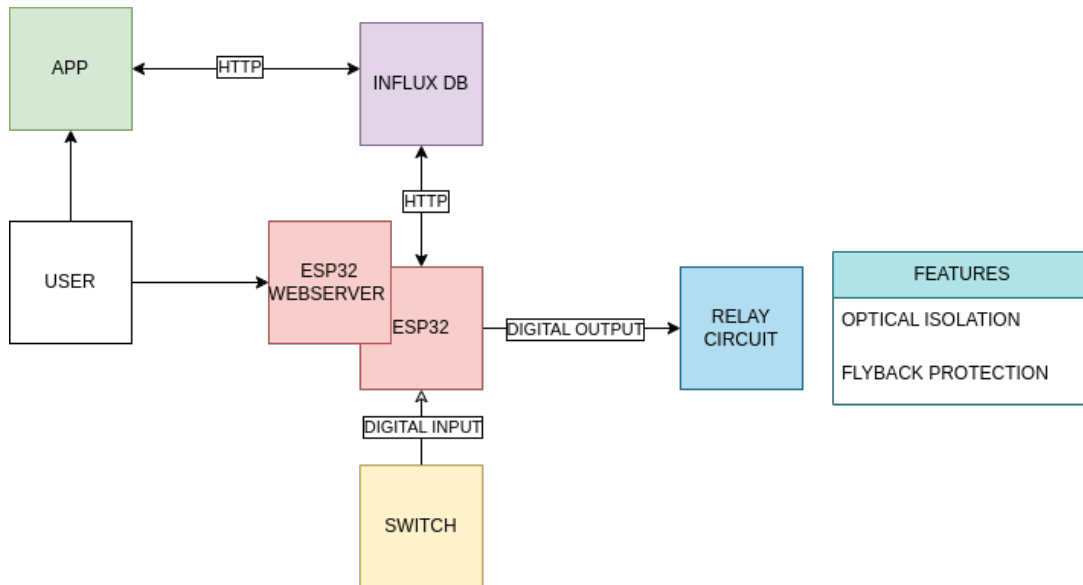 APP
HTTP
INFLUX DB
HTTP
USER
ESP32
WEBSERVER
ESP32
DIGITAL OUTPUT
RELAY
CIRCUIT
FEATURES
OPTICAL ISOLATION
FLYBACK PROTECTION
DIGITAL INPUT
SWITCH